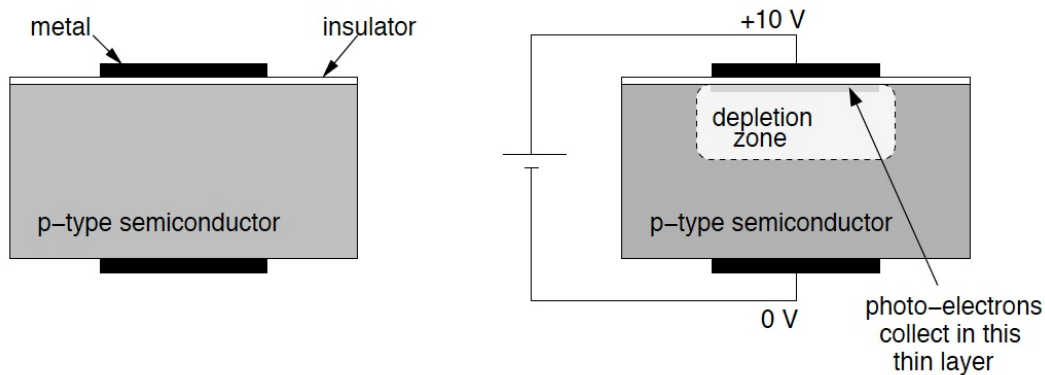 metal
insulator
p-type semiconductor
+10 V
depletion
zone
p-type semiconductor
0 V
photo-electrons
collect in this
thin layer